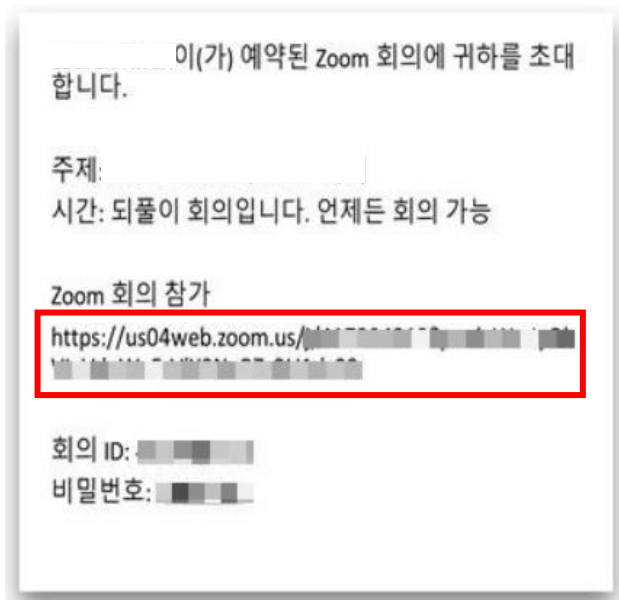 이(가) 예약된 Zoom 회의에 귀하를 초대
합니다.
주제:
시간: 되풀이 회의입니다. 언제든 회의 가능
Zoom 회의 참가
https://us04web.zoom.us/
회의 ID:
비밀번호: